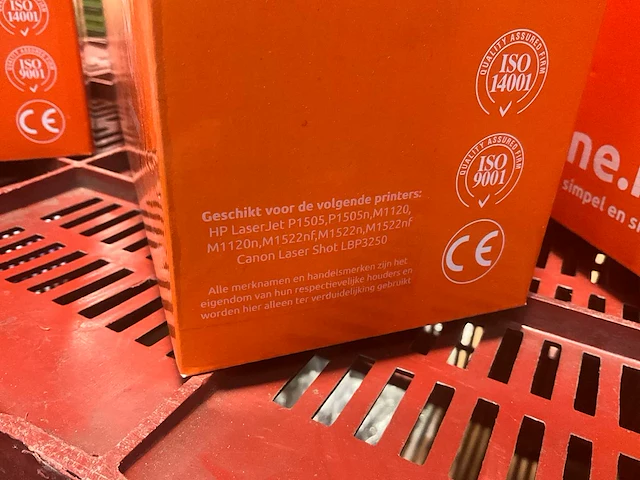 ISO
14001
ISO
9001
CE
QUALITY ASSURED FIRM
ISO
14001
QUALITY ASSURED FIRM
ISO
9001
CE
Geschikt voor de volgende printers:
HP LaserJet P1505,P1505n,M1120,
M1120n,M1522nf,M1522n,M1522nf
Canon Laser Shot LBP3250
Alle merknamen en handelsmerken zijn het
eigendom van hun respectievelijke houders en
worden hier alleen ter verduidelijking gebruikt
ne.
simpel en